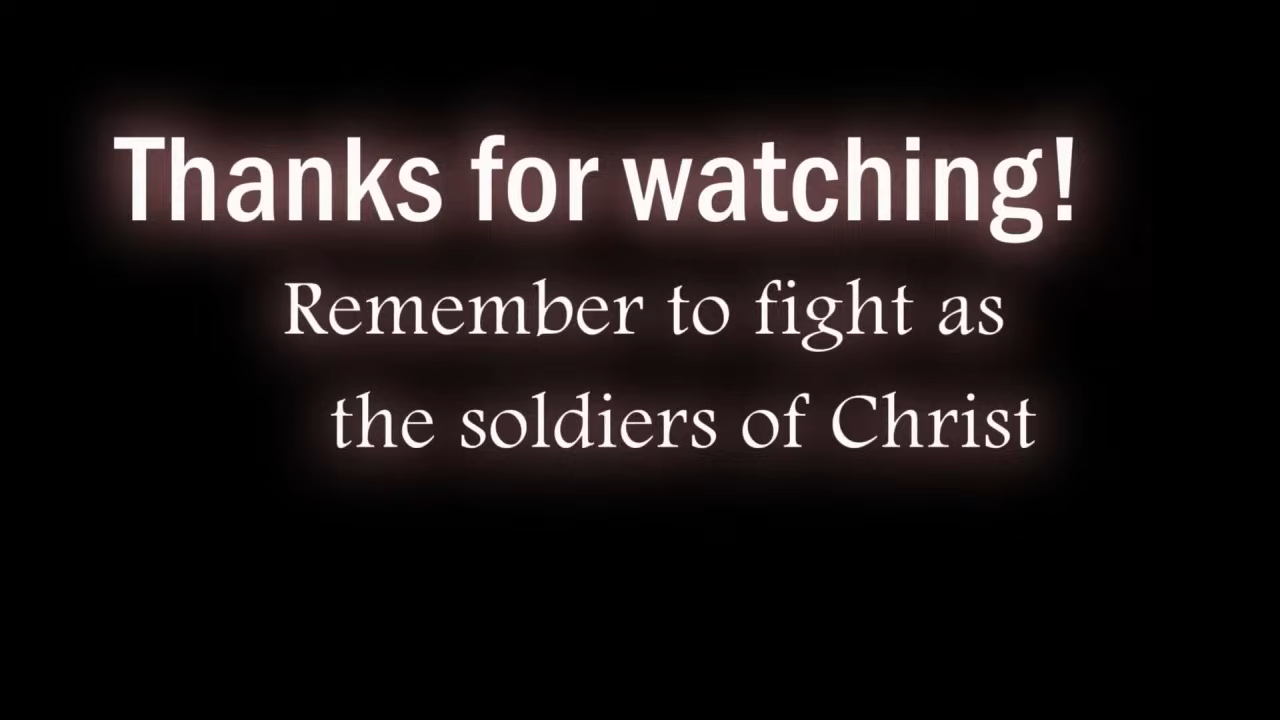 Thanks for watching!
Remember to fight as
the soldiers of Christ